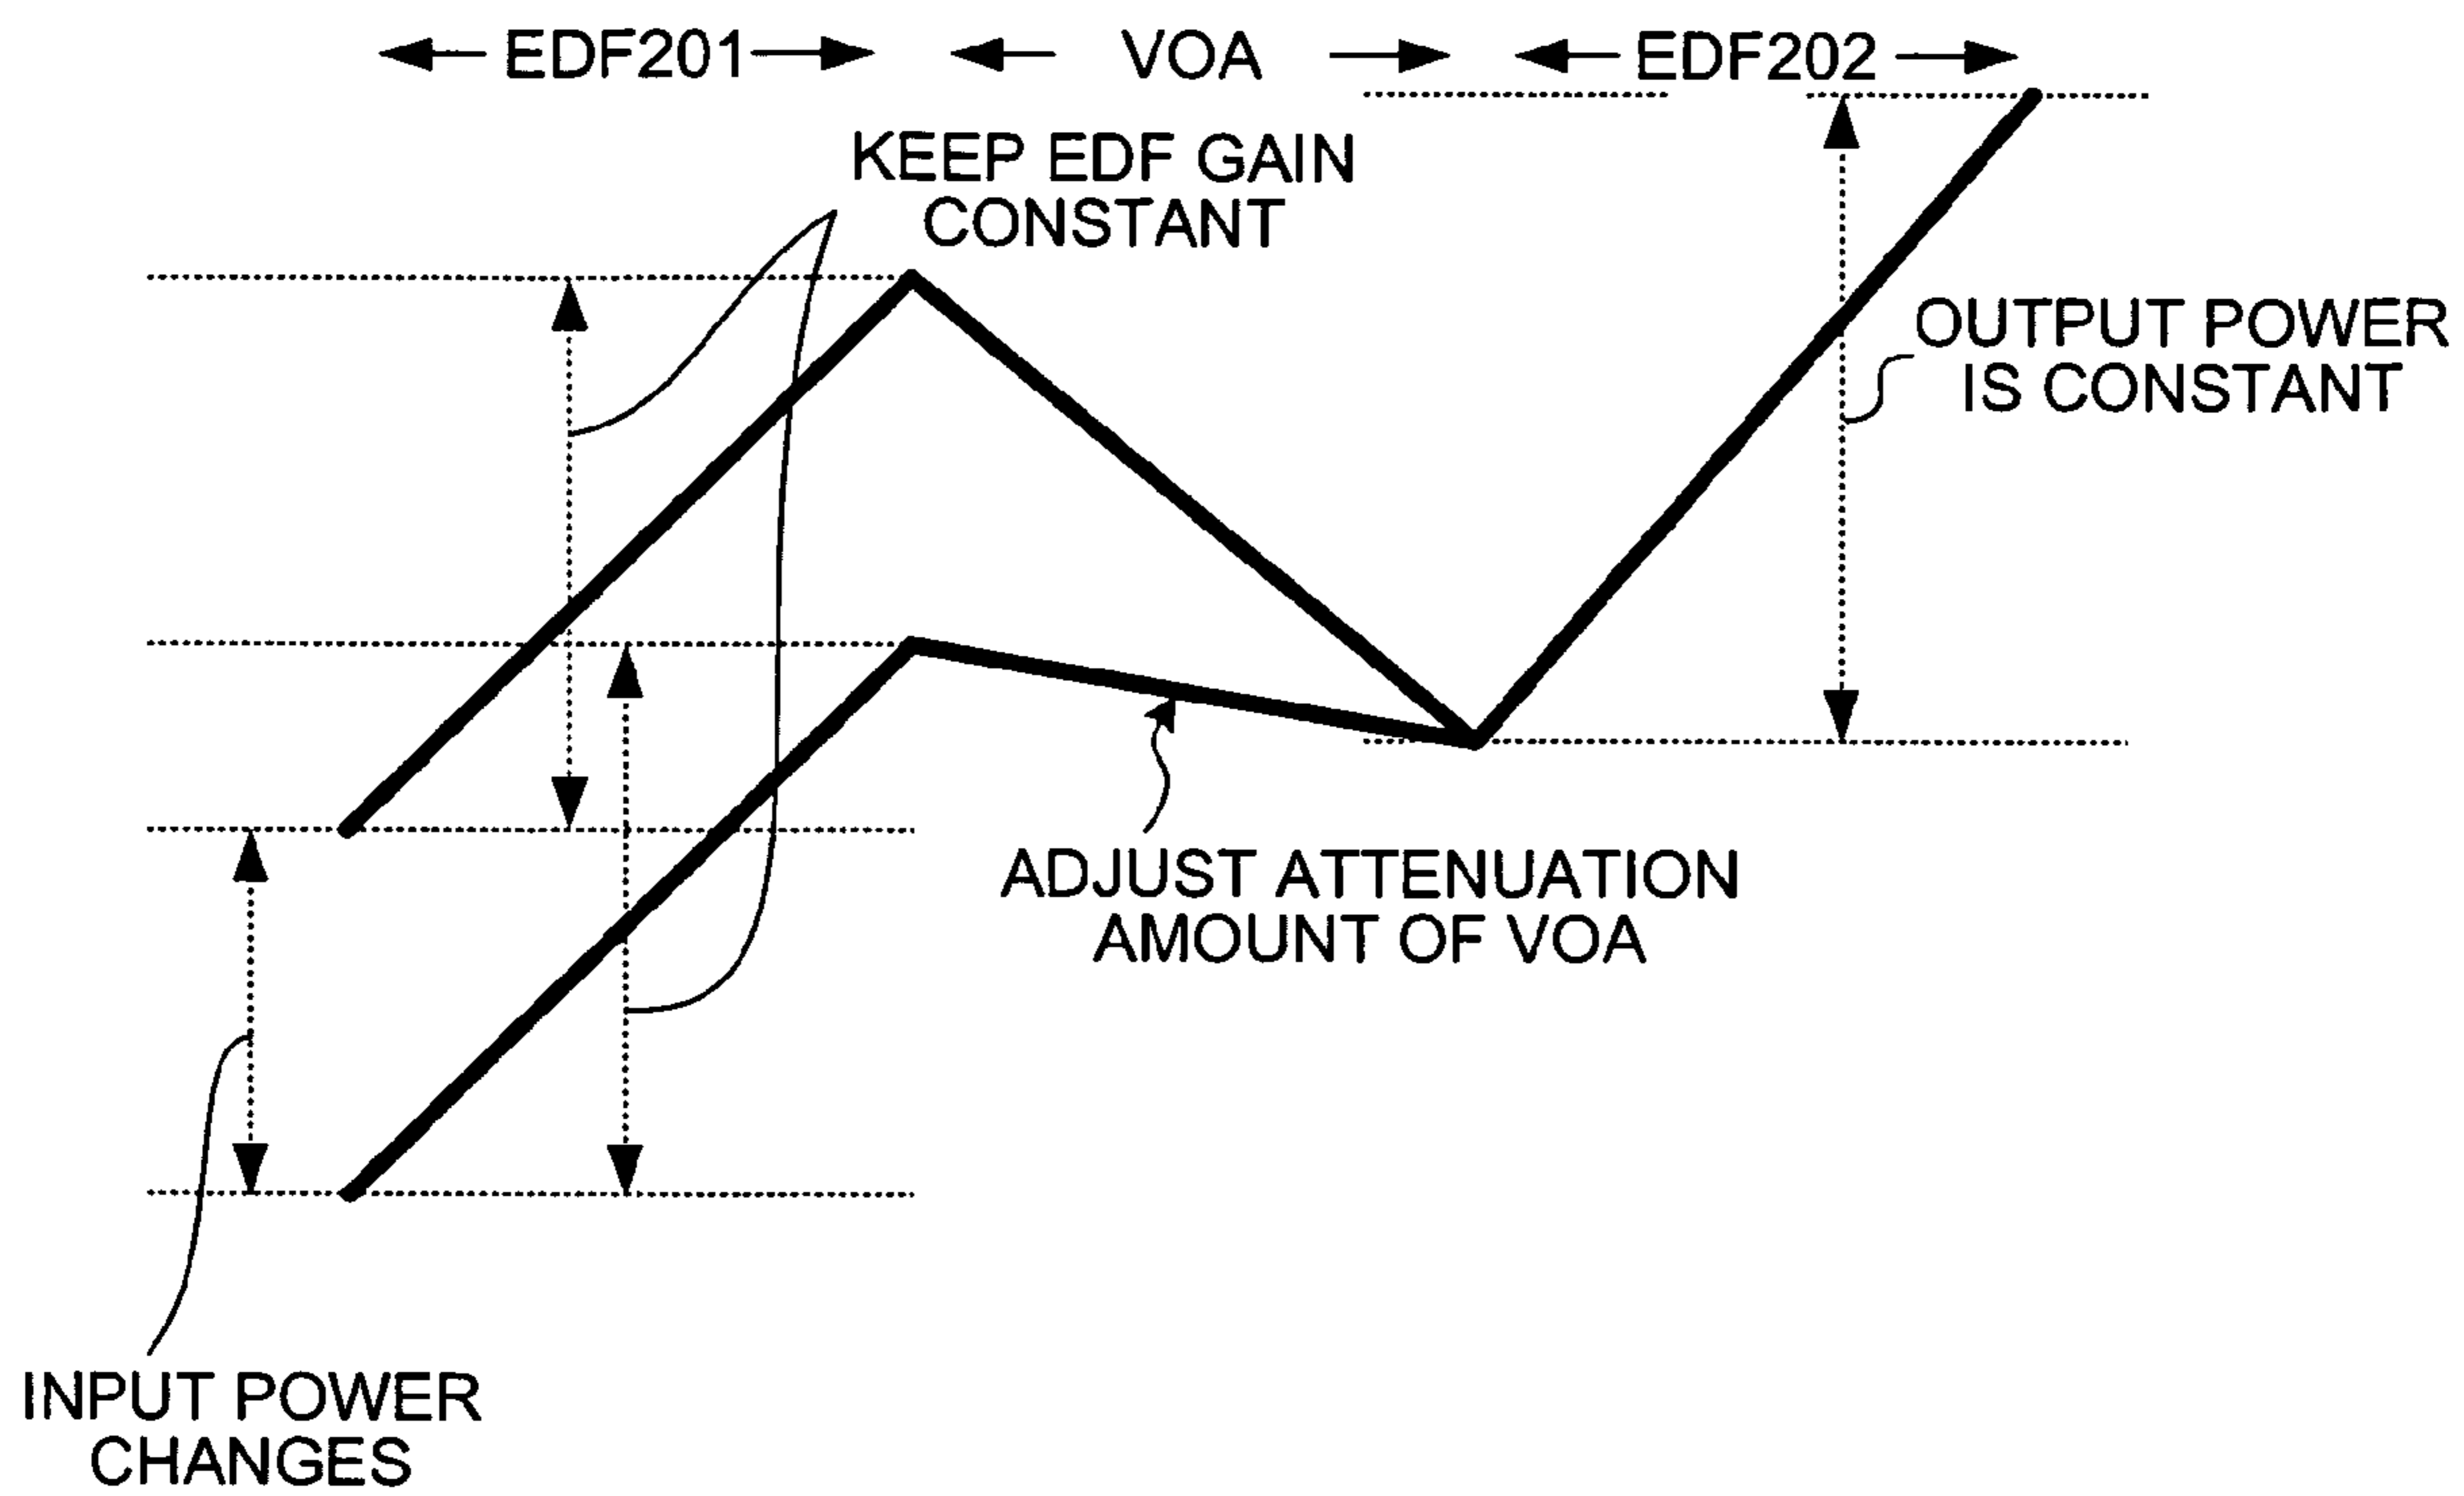 EDF201 VOA EDF202
KEEP EDF GAIN
CONSTANT
OUTPUT POWER
IS CONSTANT
ADJUST ATTENUATION
AMOUNT OF VOA
INPUT POWER
CHANGES